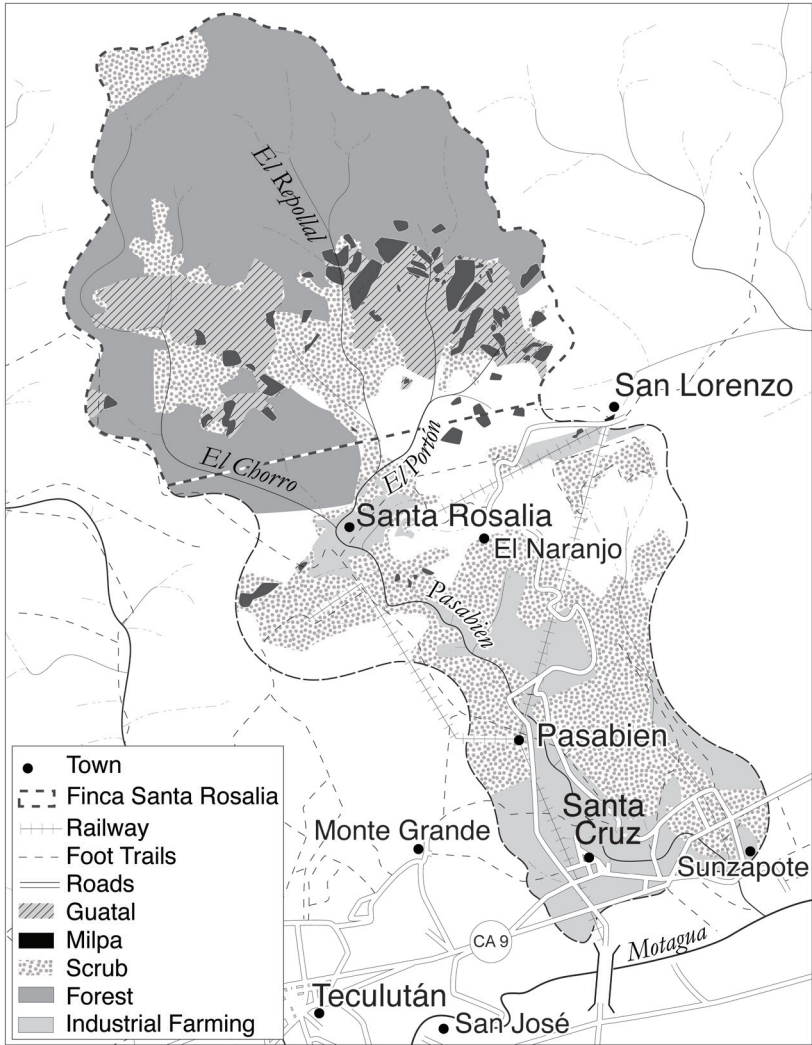 El Repollal
San Lorenzo
El Portón
El Chorro
Santa Rosalia
El Naranjo
Pasabien
Pasabien
Santa
Cruz
Monte Grande
Sunzapote
CA 9
Motagua
Teculután
San José
Town
Finca Santa Rosalia
Railway
Foot Trails
Roads
Guatal
Milpa
Scrub
Forest
Industrial Farming